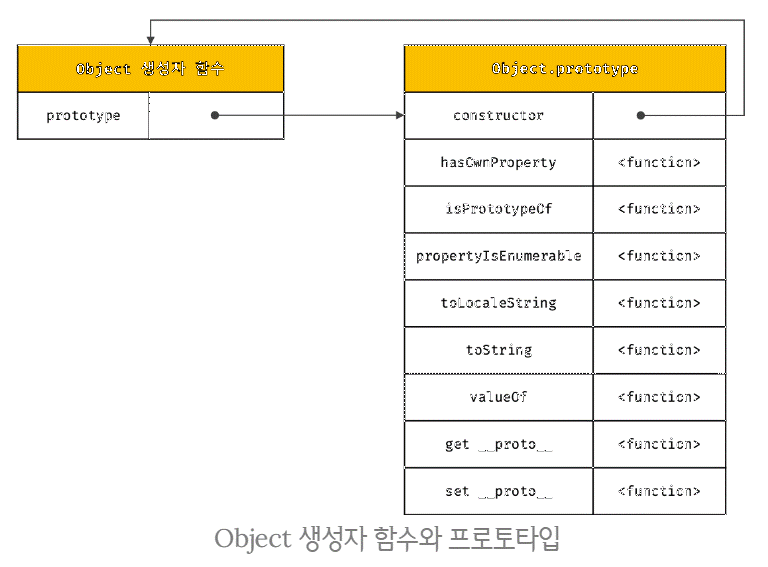 Object 생성자 함수
Object.prototype
prototype
constructor
hasOwnProperty
<function>
isPrototypeOf
<function>
propertyIsEnumerable
<function>
toLocaleString
<function>
toString
<function>
valueOf
<function>
get __proto__
<function>
set __proto__
<function>
Object 생성자 함수와 프로토타입